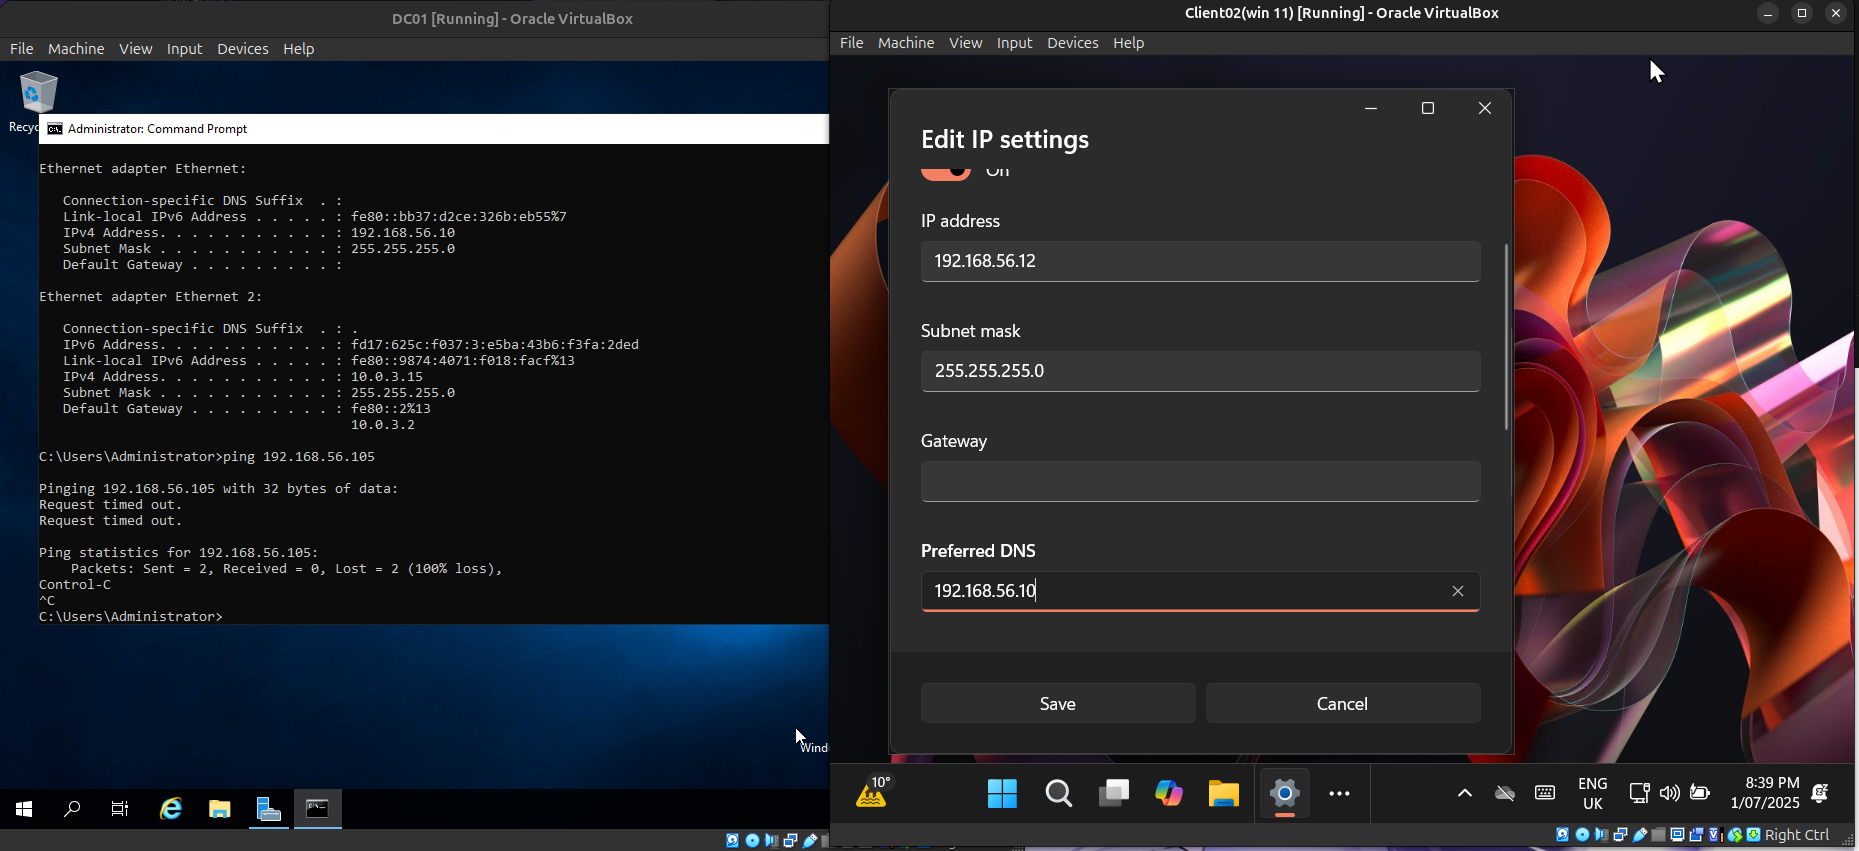 DC01 [Running] - Oracle VirtualBox
File Machine View Input Devices Help
Recyc
Administrator: Command Prompt
Ethernet adapter Ethernet:
Connection-specific DNS Suffix . :
Link-local IPv6 Address . . . . . : fe80::bb37:d2ce:326b:eb55%7
IPv4 Address. . . . . . . . . . . : 192.168.56.10
Subnet Mask . . . . . . . . . . . : 255.255.255.0
Default Gateway . . . . . . . . . :
Ethernet adapter Ethernet 2:
Connection-specific DNS Suffix . : .
IPv6 Address. . . . . . . . . . . : fd17:625c:f037:3:e5ba:43b6:f3fa:2ded
Link-local IPv6 Address . . . . . : fe80::9874:4071:f018:facf%13
IPv4 Address. . . . . . . . . . . : 10.0.3.15
Subnet Mask . . . . . . . . . . . : 255.255.255.0
Default Gateway . . . . . . . . . : fe80::2%13
10.0.3.2
C:\Users\Administrator>ping 192.168.56.105
Pinging 192.168.56.105 with 32 bytes of data:
Request timed out.
Request timed out.
Ping statistics for 192.168.56.105:
Packets: Sent = 2, Received = 0, Lost = 2 (100% loss),
Control-C
^C
C:\Users\Administrator>
Windo
Client02(win 11) [Running] - Oracle VirtualBox
File Machine View Input Devices Help
Edit IP settings
On
IP address
192.168.56.12
Subnet mask
255.255.255.0
Gateway
Preferred DNS
192.168.56.10
Save Cancel
10°
ENG
UK
8:39 PM
1/07/2025
Right Ctrl